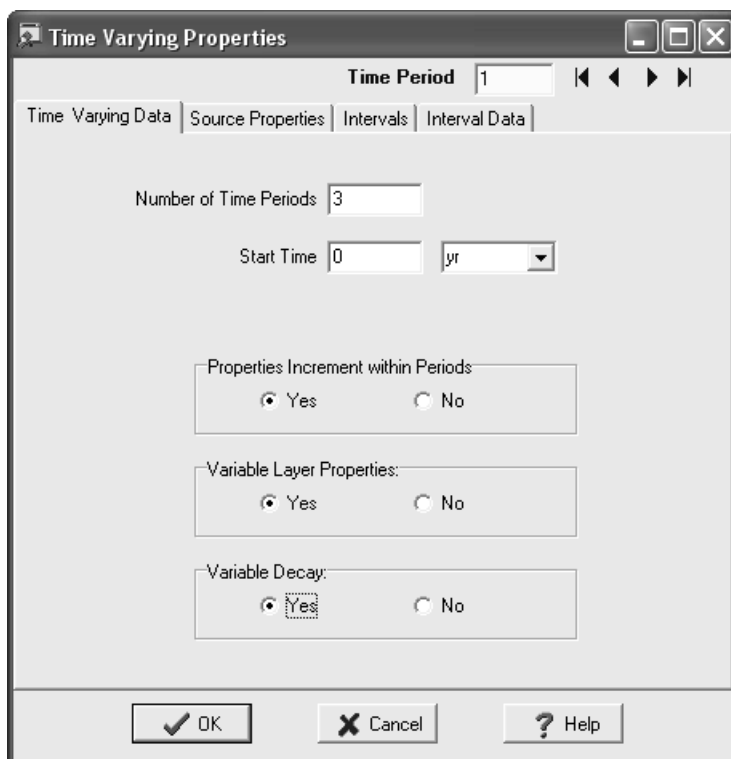 Time Varying Properties
Time Period 1
Time Varying Data Source Properties Intervals Interval Data
Number of Time Periods 3
Start Time 0 yr
Properties Increment within Periods
Yes No
Variable Layer Properties:
Yes No
Variable Decay:
Yes No
OK Cancel ? Help